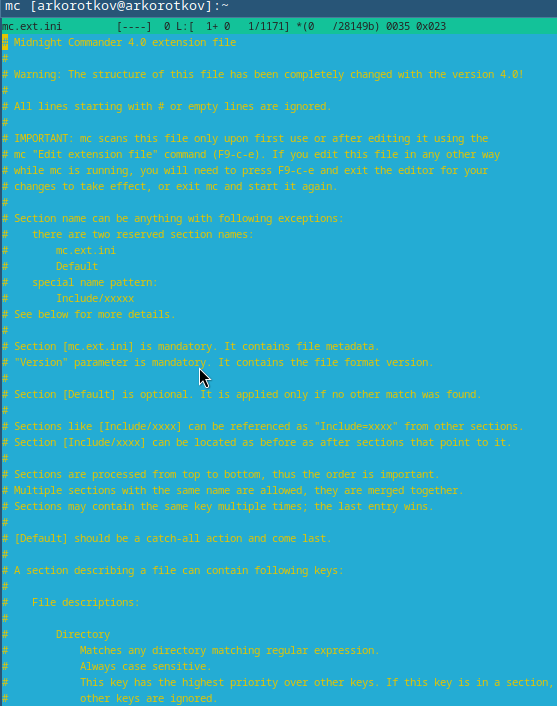 mc [arkorotkov@arkorotkov]:~
mc.ext.ini         [----]  0 L:[  1+ 0   1/1171] *(0   /28149b) 0035 0x023
# Midnight Commander 4.0 extension file
#
# Warning: The structure of this file has been completely changed with the version 4.0!
#
# All lines starting with # or empty lines are ignored.
#
# IMPORTANT: mc scans this file only upon first use or after editing it using the
# mc "Edit extension file" command (F9-c-e). If you edit this file in any other way
# while mc is running, you will need to press F9-c-e and exit the editor for your
# changes to take effect, or exit mc and start it again.
#
# Section name can be anything with following exceptions:
#    there are two reserved section names:
#        mc.ext.ini
#        Default
#    special name pattern:
#        Include/xxxxx
# See below for more details.
#
# Section [mc.ext.ini] is mandatory. It contains file metadata.
# "Version" parameter is mandatory. It contains the file format version.
#
# Section [Default] is optional. It is applied only if no other match was found.
#
# Sections like [Include/xxxx] can be referenced as "Include=xxxx" from other sections.
# Section [Include/xxxx] can be located as before as after sections that point to it.
#
# Sections are processed from top to bottom, thus the order is important.
# Multiple sections with the same name are allowed, they are merged together.
# Sections may contain the same key multiple times; the last entry wins.
#
# [Default] should be a catch-all action and come last.
#
# A section describing a file can contain following keys:
#
#    File descriptions:
#
#        Directory
#            Matches any directory matching regular expression.
#            Always case sensitive.
#            This key has the highest priority over other keys. If this key is in a section,
#            other keys are ignored.